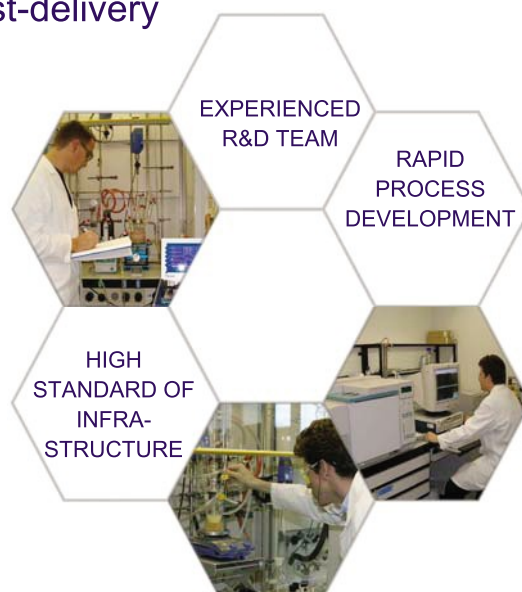 st-delivery
EXPERIENCED
R&D TEAM
RAPID
PROCESS
DEVELOPMENT
HIGH
STANDARD OF
INFRA-
STRUCTURE